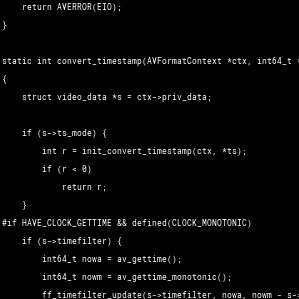 return AVERROR(EIO);
}

static int convert_timestamp(AVFormatContext *ctx, int64_t *
{
    struct video_data *s = ctx->priv_data;

    if (s->ts_mode) {
        int r = init_convert_timestamp(ctx, *ts);
        if (r < 0)
            return r;
    }
#if HAVE_CLOCK_GETTIME && defined(CLOCK_MONOTONIC)
    if (s->timefilter) {
        int64_t nowa = av_gettime();
        int64_t nowm = av_gettime_monotonic();
        ff_timefilter_update(s->timefilter, nowa, nowm - s->